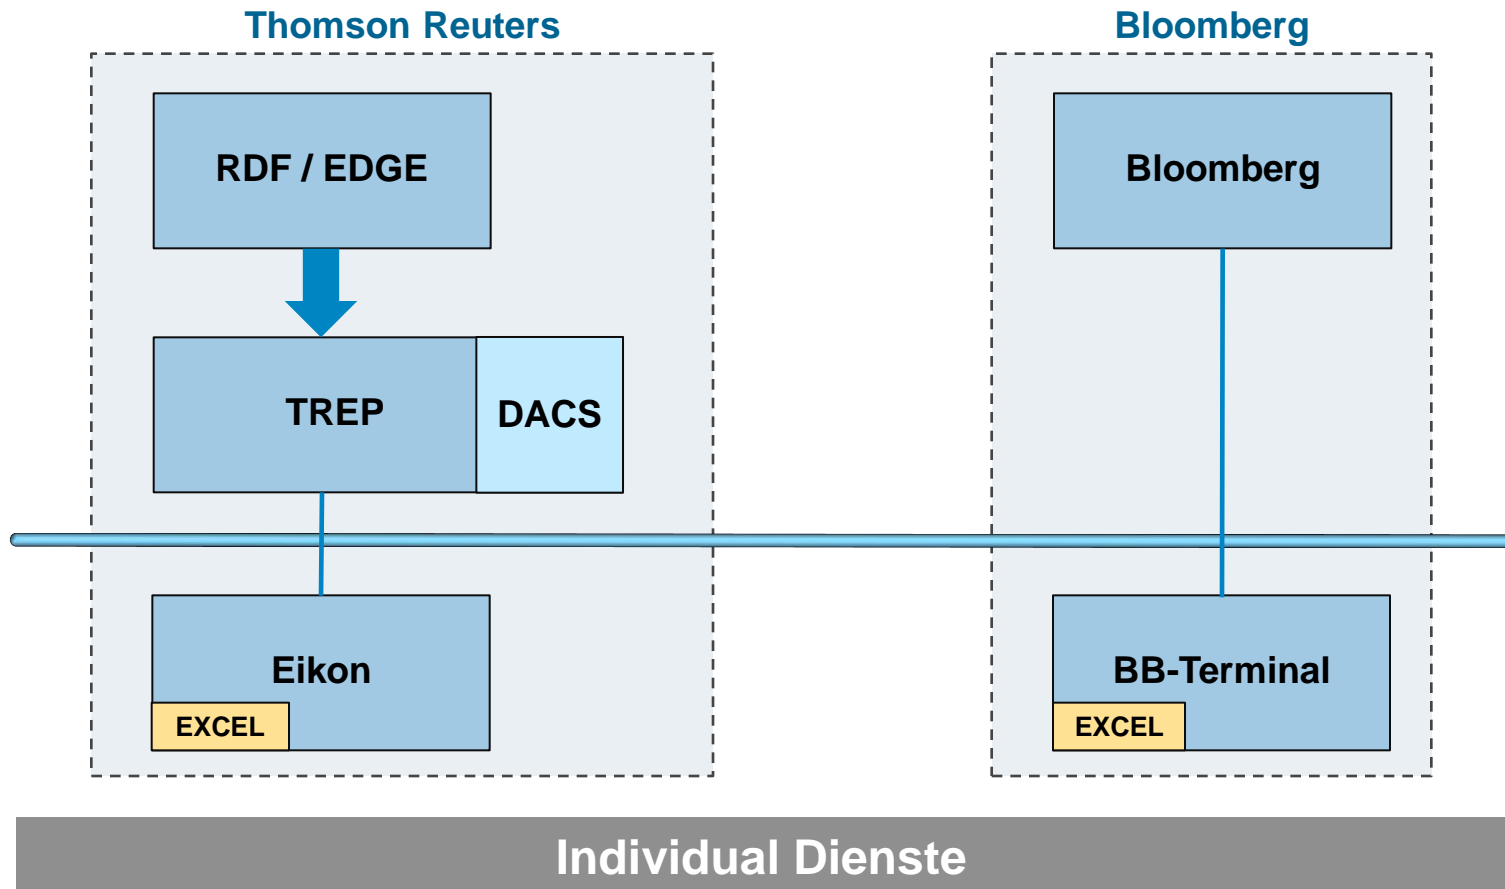 Thomson Reuters
Bloomberg
RDF / EDGE
Bloomberg
TREP
DACS
Eikon
EXCEL
BB-Terminal
EXCEL
Individual Dienste